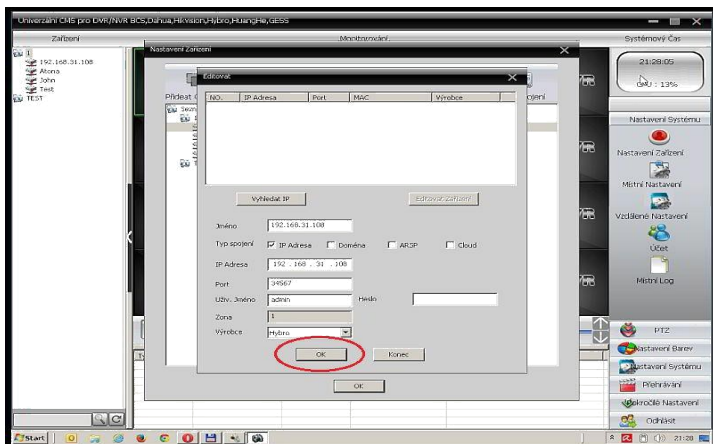 Univerzální CMS pro DVR/NVR BCS,Dahua,Hikvision,Hybro,HuangHe,GESS
Zařízení
Monitorování
Systémový Čas
1
192.168.31.108
Atona
John
Test
TEST
Nastavení Zařízení
Editovat
Přidat
NO. IP Adresa Port MAC Výrobce
Vyhledat IP
Editovat Zařízení
Jméno 192.168.31.108
Typ spojení IP Adresa Doména ARSP Cloud
IP Adresa 192 . 168 . 31 . 108
Port 34567
Uživ. Jméno admin Heslo
Zona 1
Výrobce Hybro
OK Konec
OK
21:28:05
CPU : 13%
Nastavení Systému
Nastavení Zařízení
Místní Nastavení
Vzdálené Nastavení
Účet
Místní Log
PTZ
Nastavení Barev
Nastavení Systému
Přehrávání
Pokročilé Nastavení
Odhlásit
Start
21:28